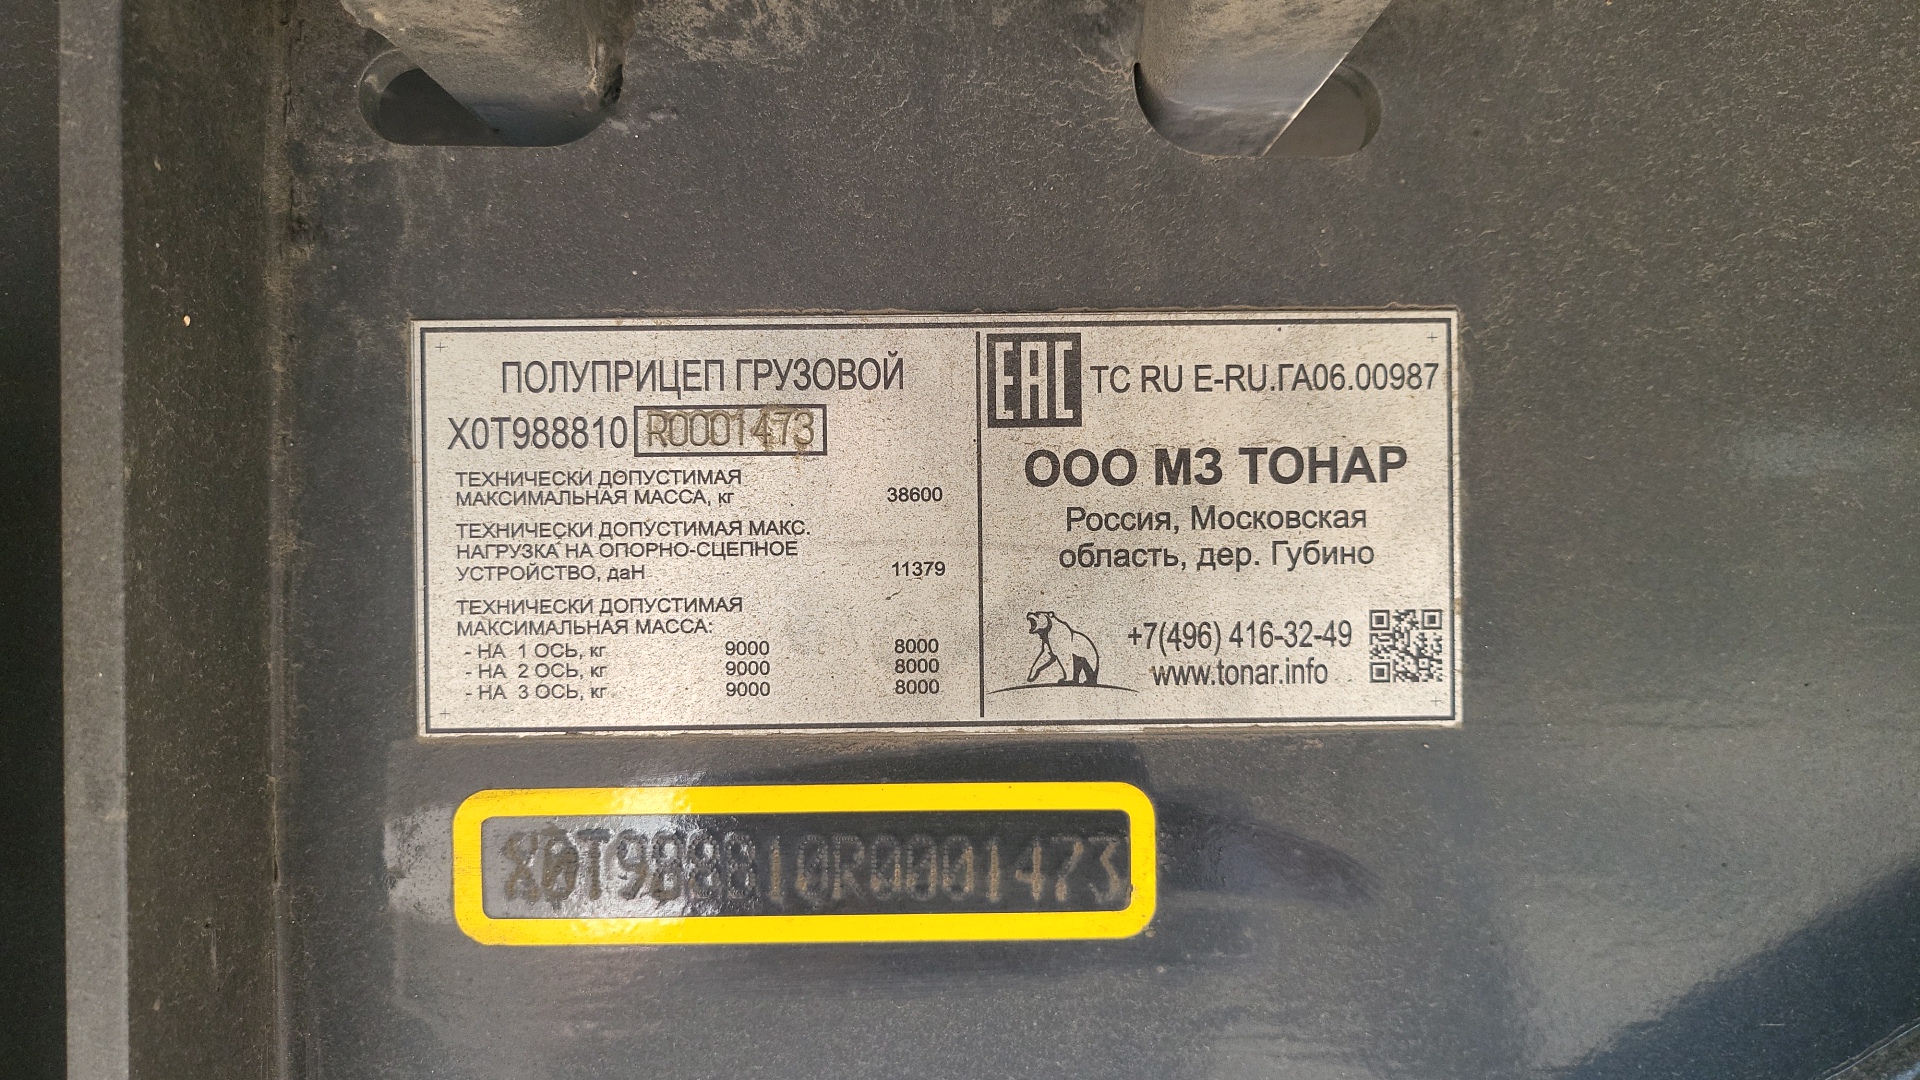 ПОЛУПРИЦЕП ГРУЗОВОЙ
X0T988810 R0001473
ТЕХНИЧЕСКИ ДОПУСТИМАЯ
МАКСИМАЛЬНАЯ МАССА, кг 38600
ТЕХНИЧЕСКИ ДОПУСТИМАЯ МАКС.
НАГРУЗКА НА ОПОРНО-СЦЕПНОЕ
УСТРОЙСТВО, даН 11379
ТЕХНИЧЕСКИ ДОПУСТИМАЯ
МАКСИМАЛЬНАЯ МАССА:
- НА 1 ОСЬ, кг 9000 8000
- НА 2 ОСЬ, кг 9000 8000
- НА 3 ОСЬ, кг 9000 8000
EAC TC RU E-RU.ГА06.00987
ООО МЗ ТОНАР
Россия, Московская
область, дер. Губино
+7(496) 416-32-49
www.tonar.info
X0T988810R0001473